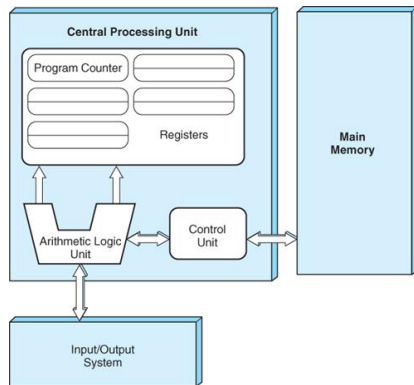 Central Processing Unit
Program Counter
Registers
Arithmetic Logic
Unit
Control
Unit
Main
Memory
Input/Output
System